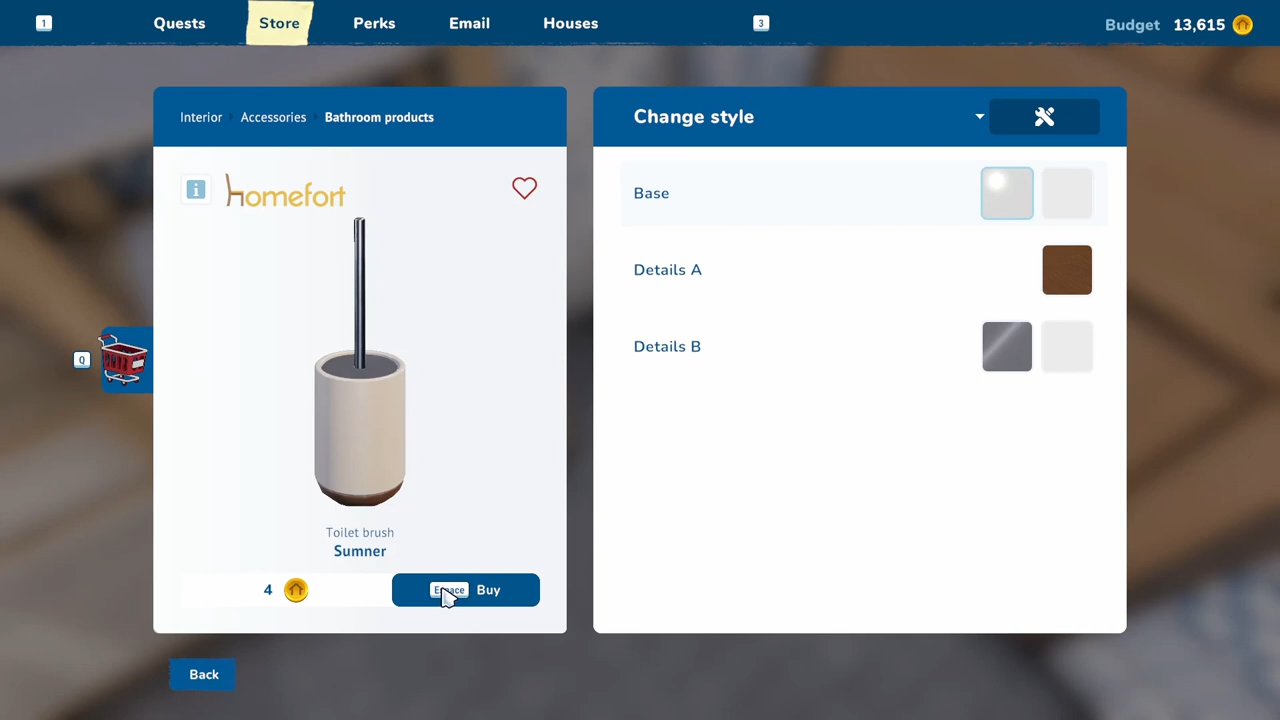 1 Quests Store Perks Email Houses 3 Budget 13,615
Interior Accessories Bathroom products
Change style
i homefort
Base
Details A
Details B
Q
Toilet brush
Sumner
4 Buy
Back